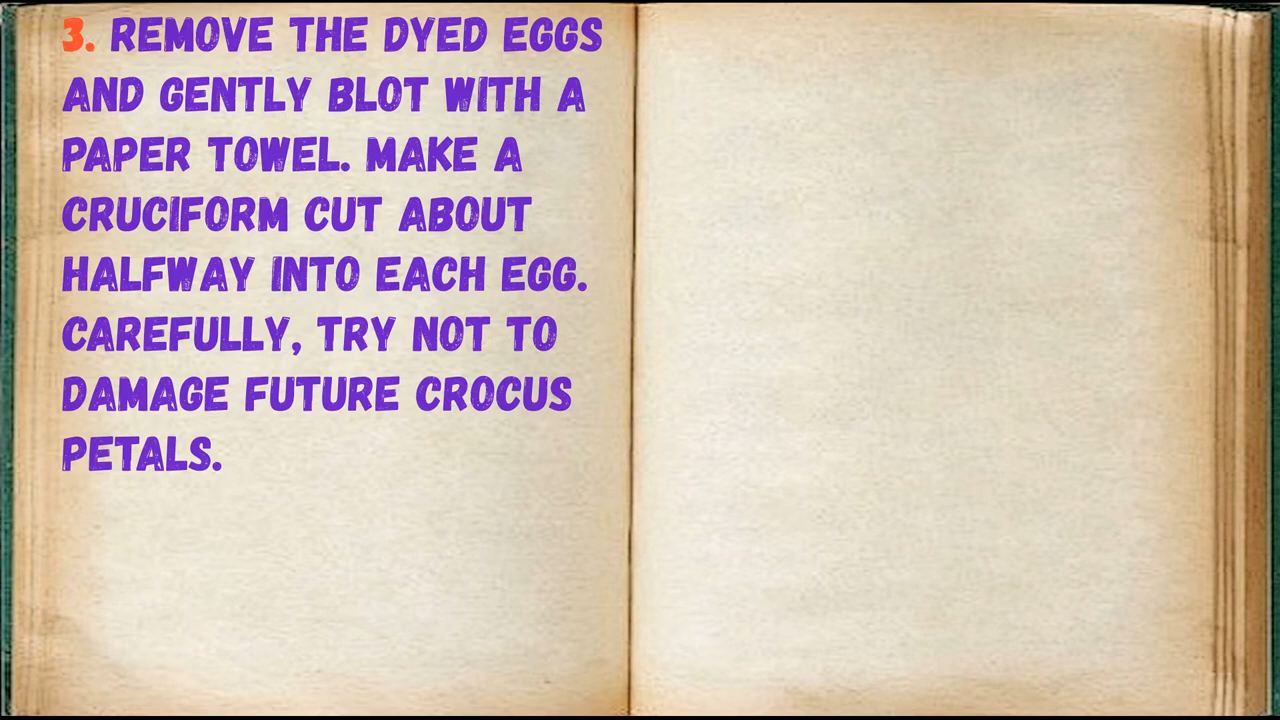 3. REMOVE THE DYED EGGS
AND GENTLY BLOT WITH A
PAPER TOWEL. MAKE A
CRUCIFORM CUT ABOUT
HALFWAY INTO EACH EGG.
CAREFULLY, TRY NOT TO
DAMAGE FUTURE CROCUS
PETALS.